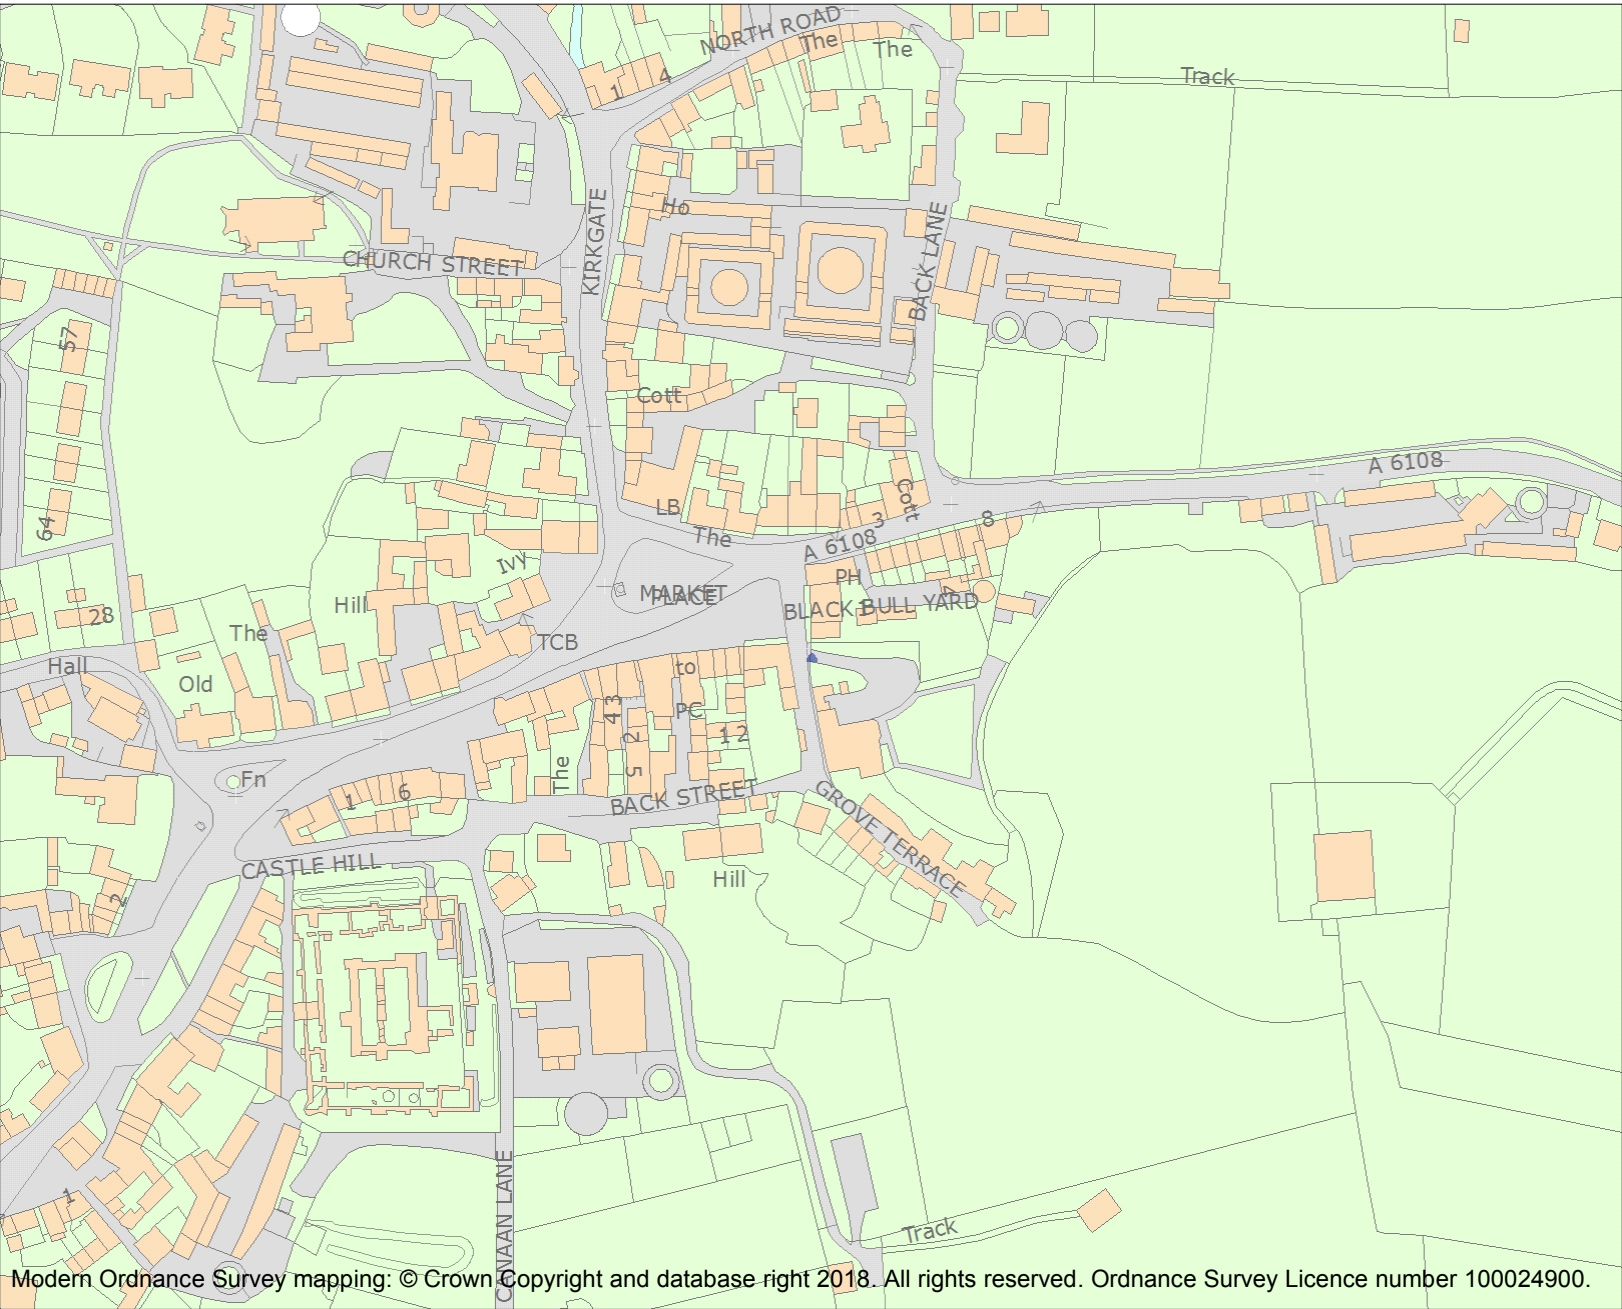 NORTH ROAD
The
The
Track
1
4
Ho
KIRKGATE
BACK LANE
CHURCH STREET
57
Cott
A 6108
64
LB
Cott
3
8
The
A 6108
Ivy
PH
MARKET
PLACE
Hill
28
4
BLACK BULL YARD
1
The
TCB
Hall
to
Old
43
PC
2
1 2
The
5
Fn
1
6
BACK STREET
GROVE TERRACE
CASTLE HILL
Hill
2
CANAAN LANE
1
Track
Modern Ordnance Survey mapping: © Crown Copyright and database right 2018. All rights reserved. Ordnance Survey Licence number 100024900.